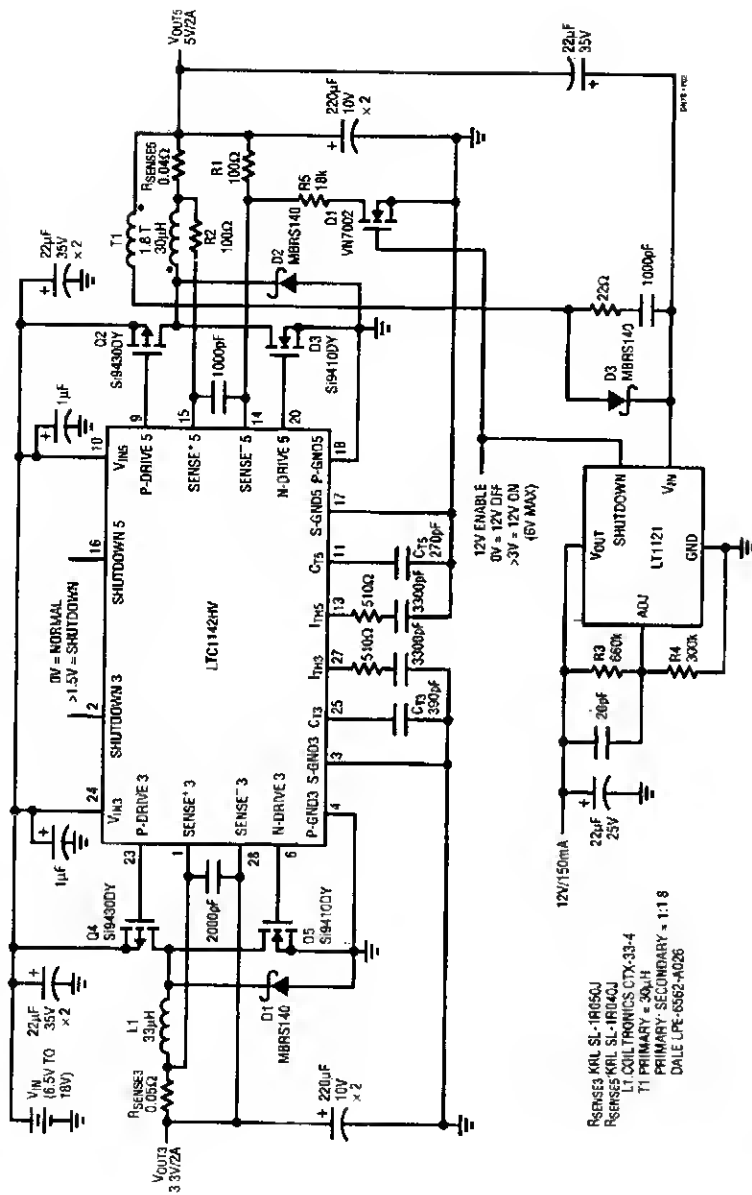 VIN
(6.5V TO
18V)
22µF
35V
× 2
1µF
0V = NORMAL
>1.5V = SHUTDOWN
1µF
22µF
35V
× 2
24
2
16
10
VIN3
SHUTDOWN 3
SHUTDOWN 5
VIN5
LTC1142HV
P-DRIVE 3
SENSE+ 3
SENSE− 3
N-DRIVE 3
P-GND3
S-GND3
CT3
ITH3
ITH5
CT5
S-GND5
P-GND5
P-DRIVE 5
SENSE+ 5
SENSE− 5
N-DRIVE 5
23
1
28
6
4
3
25
27
13
11
17
18
9
15
14
20
Q4
Si9430DY
2000pF
Si9410DY
L1
33µH
D1
MBRS140
RSENSE3
0.05Ω
VOUT3
3.3V/2A
220µF
10V
× 2
CT3
390pF
510Ω
3300pF
510Ω
3300pF
CT5
270pF
Q2
Si9430DY
1000pF
Si9410DY
D2
MBRS140
T1
1.8 T
30µH
RSENSE5
0.04Ω
R2
100Ω
R1
100Ω
R5
18k
VN7002
VOUT5
5V/2A
220µF
10V
× 2
22µF
35V
22Ω
1000pF
D3
MBRS140
12V ENABLE
0V = 12V OFF
>3V = 12V ON
(6V MAX)
VOUT
SHUTDOWN
LT1121
VIN
ADJ
GND
12V/150mA
R3
660k
R4
300k
20pF
22µF
25V
RSENSE3 KRL SL-1R050J
RSENSE5 KRL SL-1R040J
L1 COILTRONICS CTX-33-4
T1 PRIMARY = 30µH
PRIMARY: SECONDARY = 1:1.8
DALE LPE-6562-A026